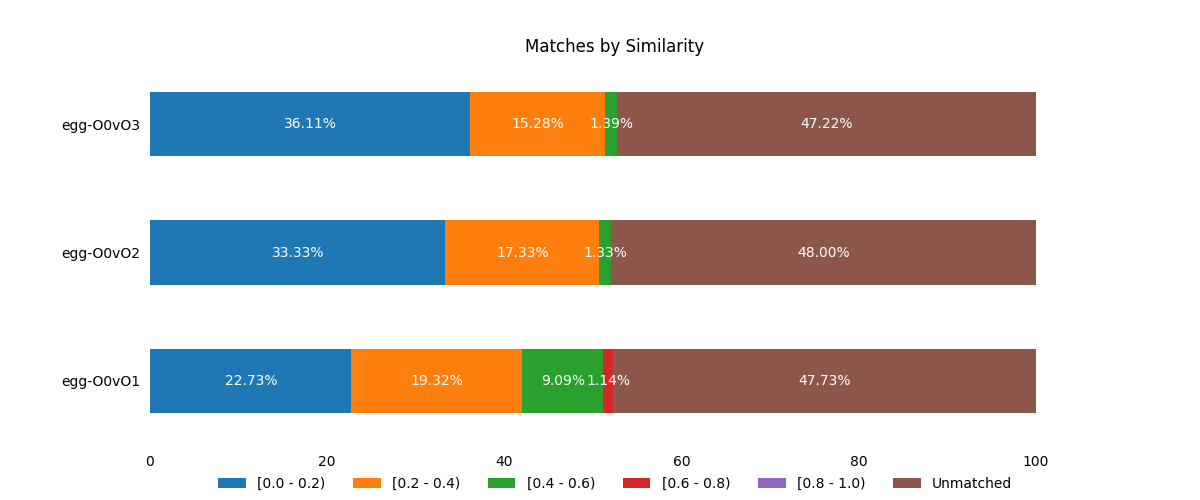 Matches by Similarity
egg-O0vO3 36.11% 15.28% 1.39% 47.22%
egg-O0vO2 33.33% 17.33% 1.33% 48.00%
egg-O0vO1 22.73% 19.32% 9.09% 1.14% 47.73%
0 20 40 60 80 100
[0.0 - 0.2) [0.2 - 0.4) [0.4 - 0.6) [0.6 - 0.8) [0.8 - 1.0) Unmatched